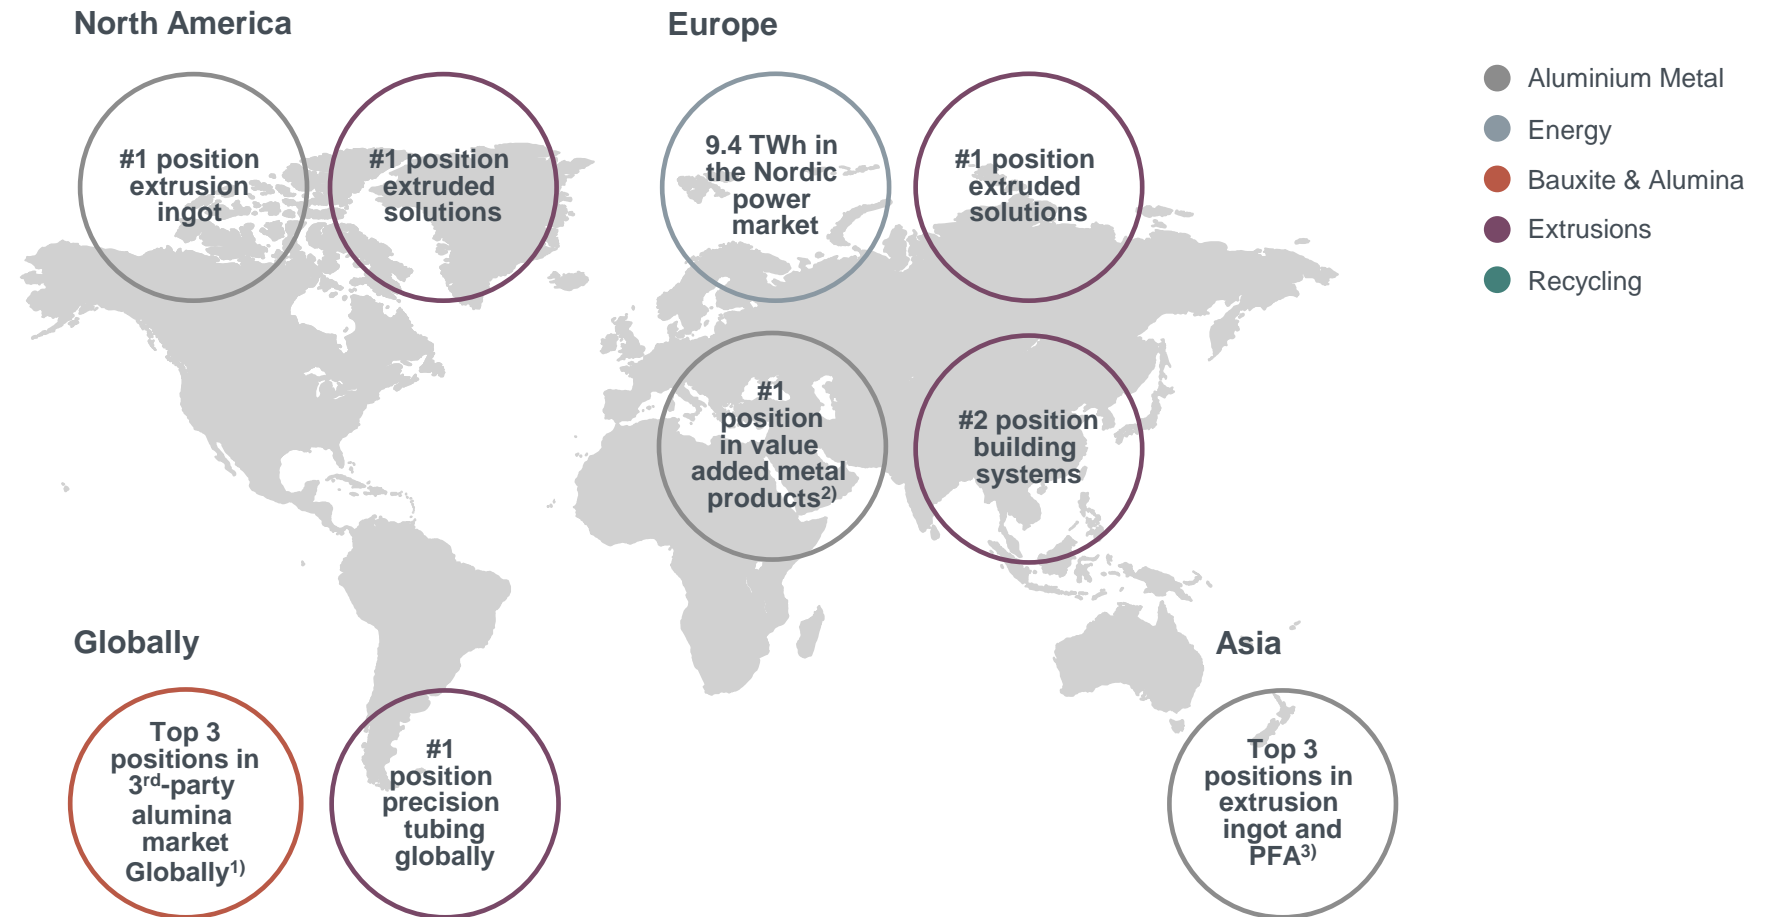 North America
Europe
#1 position
extrusion
ingot
#1 position
extruded
solutions
9.4 TWh in
the Nordic
power
market
#1 position
extruded
solutions
Aluminium Metal
Energy
Bauxite & Alumina
Extrusions
Recycling
#1
position
in value
added metal
products2)
#2 position
building
systems
Globally
Asia
Top 3
positions in
3rd-party
alumina
market
Globally1)
#1
position
precision
tubing
globally
Top 3
positions in
extrusion
ingot and
PFA3)